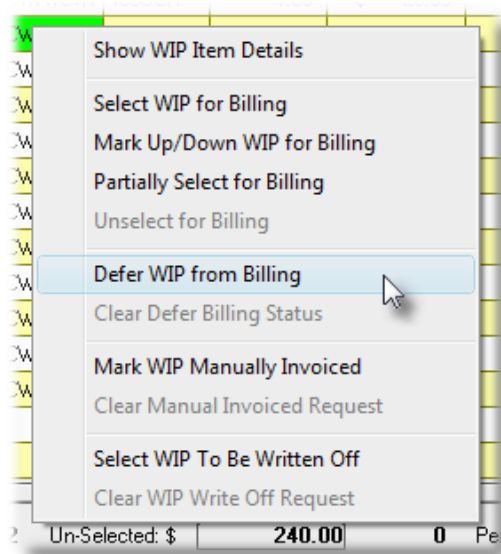 Show WIP Item Details
Select WIP for Billing
Mark Up/Down WIP for Billing
Partially Select for Billing
Unselect for Billing
Defer WIP from Billing
Clear Defer Billing Status
Mark WIP Manually Invoiced
Clear Manual Invoiced Request
Select WIP To Be Written Off
Clear WIP Write Off Request
2 Un-Selected: $ 240.00 0 Pe